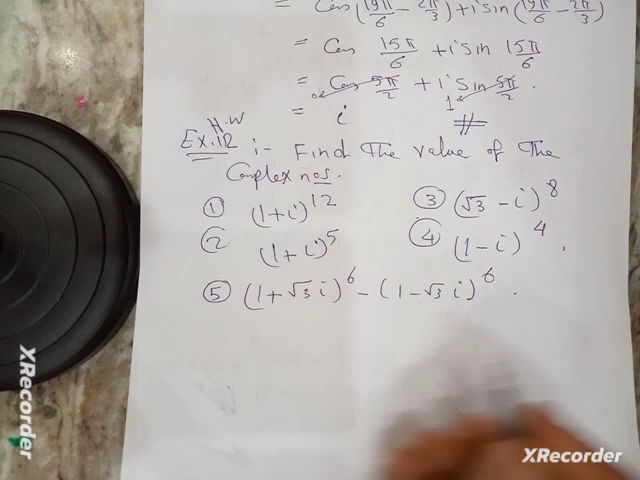 = Cos (19π/6 - 2π/3) + i sin (19π/6 - 2π/3)
= Cos 15π/6 + i sin 15π/6
= Cos 5π/2 + i sin 5π/2 .
0 1
= i
H.W
Ex.12 :- Find The value of The
Complex nos.
① (1+i)^12 ③ (√3 - i)^8
② (1+i)^5 ④ (1-i)^4 .
⑤ (1+√3 i)^6 - (1-√3 i)^6 .
XRecorder
XRecorder